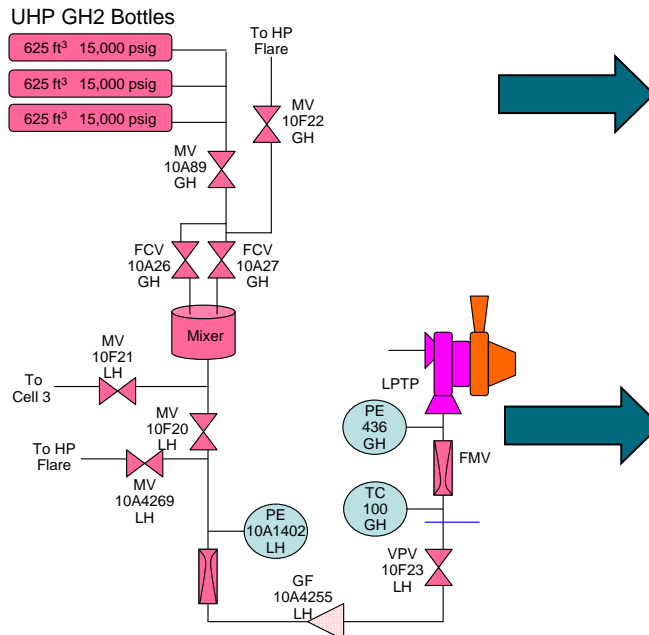 UHP GH2 Bottles
625 ft³ 15,000 psig
625 ft³ 15,000 psig
625 ft³ 15,000 psig
To HP
Flare
MV
10F22
GH
MV
10A89
GH
FCV
10A26
GH
FCV
10A27
GH
Mixer
MV
10F21
LH
To
Cell 3
MV
10F20
LH
To HP
Flare
MV
10A4269
LH
PE
10A1402
LH
GF
10A4255
LH
LPTP
PE
436
GH
FMV
TC
100
GH
VPV
10F23
LH